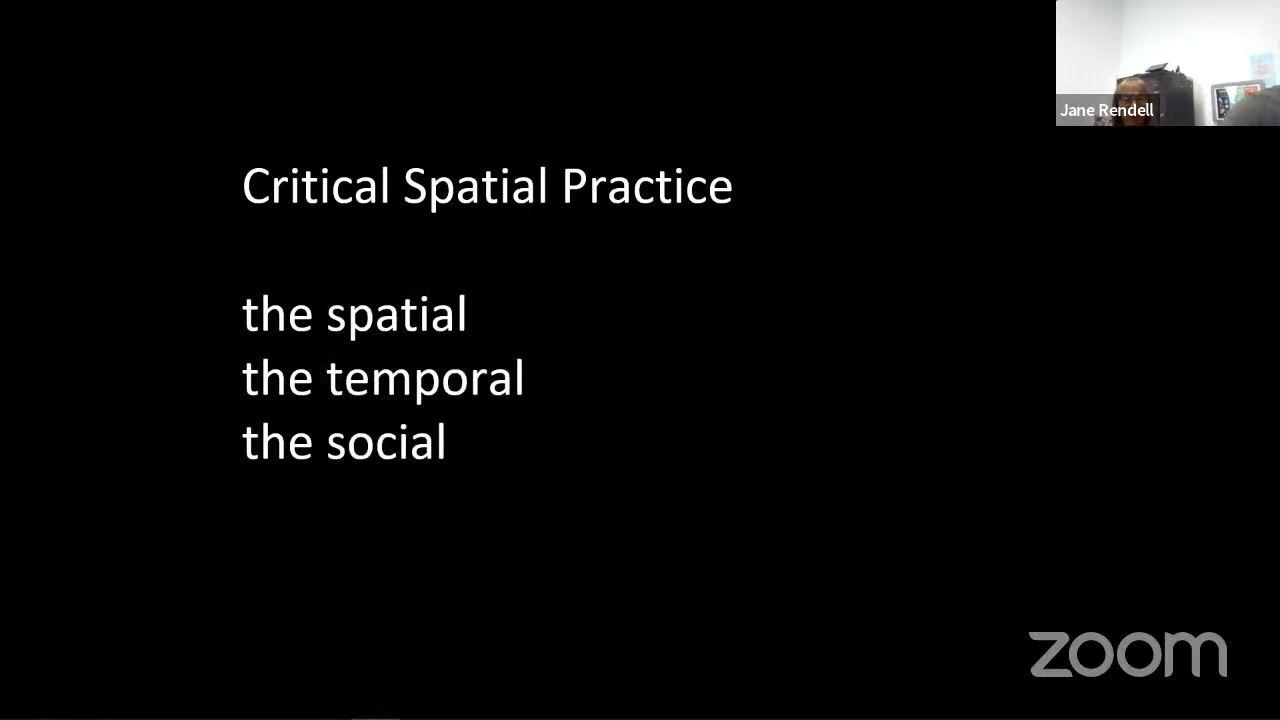 Jane Rendell
Critical Spatial Practice
the spatial
the temporal
the social
zoom